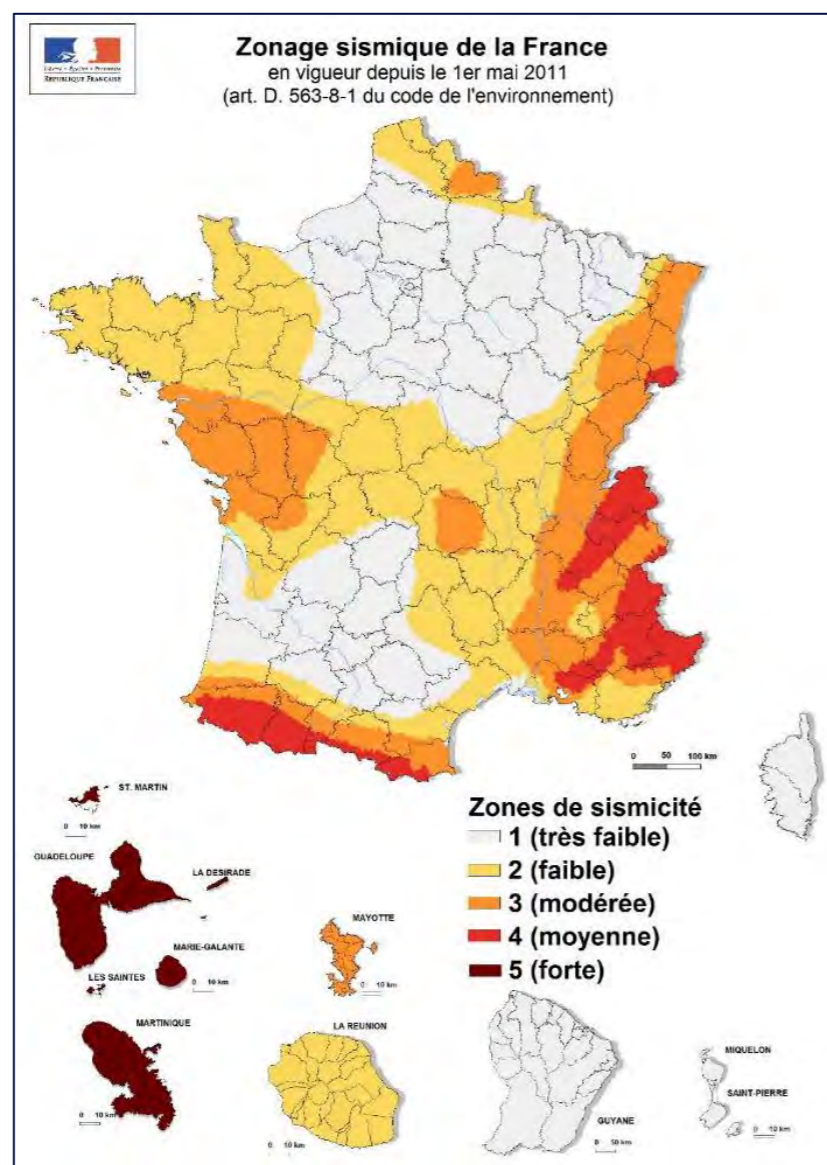 Liberté • Égalité • Fraternité
RÉPUBLIQUE FRANÇAISE
Zonage sismique de la France
en vigueur depuis le 1er mai 2011
(art. D. 563-8-1 du code de l'environnement)
0 50 100 km
ST. MARTIN
0 10 km
GUADELOUPE
LA DESIRADE
MARIE-GALANTE
LES SAINTES
0 10 km
MAYOTTE
0 10 km
Zones de sismicité
1 (très faible)
2 (faible)
3 (modérée)
4 (moyenne)
5 (forte)
MARTINIQUE
0 10 km
LA REUNION
0 10 km
GUYANE
0 50 km
MIQUELON
SAINT-PIERRE
0 10 km